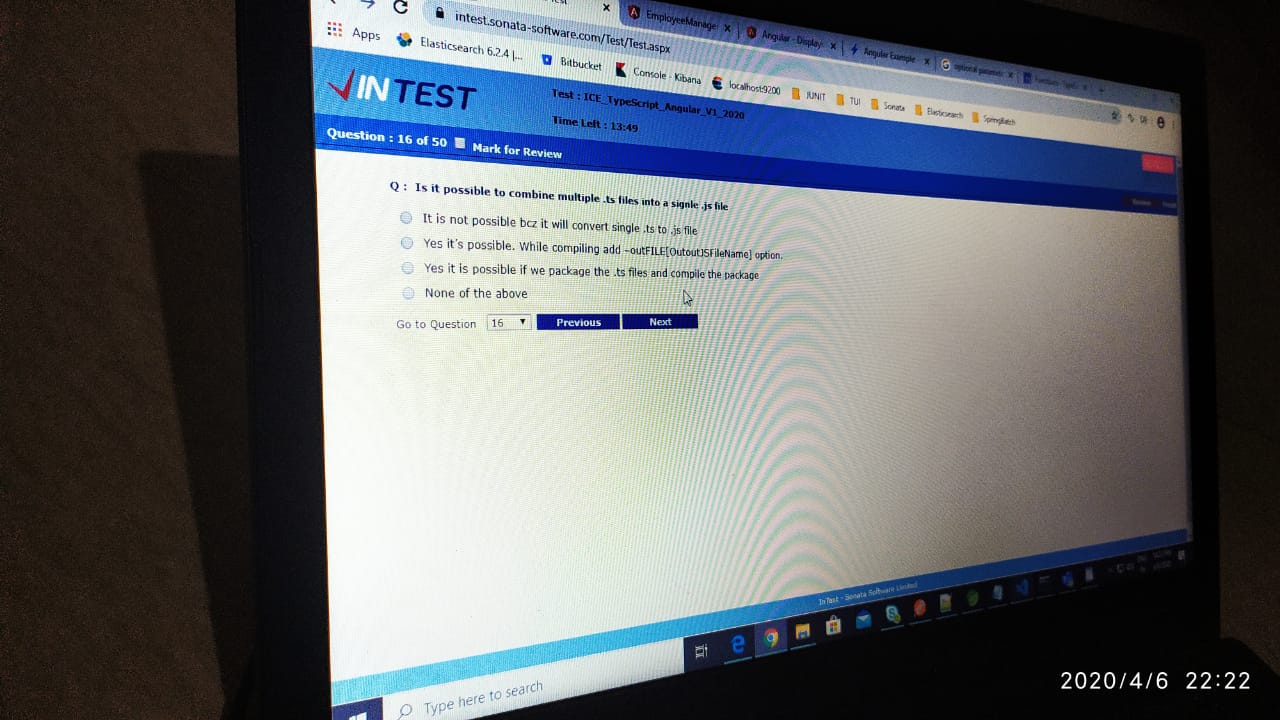 EmployeeManage
Angular - Display
Angular Example
intest.sonata-software.com/Test/Test.aspx
Apps
Elasticsearch 6.2.4 |...
Bitbucket
Console - Kibana
localhost:9200
JUNIT
TUI
Sonata
Elasticsearch
SpringBatch
INTEST
Test : ICE_TypeScript_Angular_V1_2020
Time Left : 13:49
Question : 16 of 50 Mark for Review
Q : Is it possible to combine multiple .ts files into a signle .js file
It is not possible bcz it will convert single .ts to .js file
Yes it's possible. While compiling add --outFILE[OutoutJSFileName] option.
Yes it is possible if we package the .ts files and compile the package
None of the above
Go to Question 16 Previous Next
InTest - Sonata Software Limited
Type here to search
2020/4/6 22:22